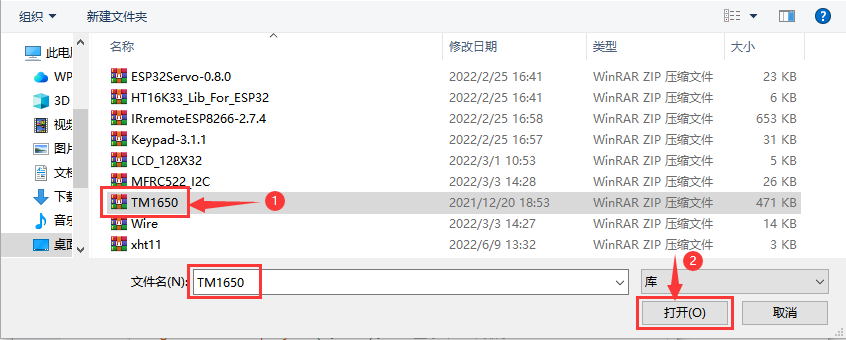 组织 新建文件夹 ?
名称 修改日期 类型 大小
此电
WP
3D
视频
图片
文档
下载
音乐
桌面
ESP32Servo-0.8.0 2022/2/25 16:41 WinRAR ZIP 压缩文件 23 KB
HT16K33_Lib_For_ESP32 2022/2/25 16:41 WinRAR ZIP 压缩文件 6 KB
IRremoteESP8266-2.7.4 2022/2/25 16:58 WinRAR ZIP 压缩文件 653 KB
Keypad-3.1.1 2022/2/25 16:57 WinRAR ZIP 压缩文件 31 KB
LCD_128X32 2022/3/1 10:53 WinRAR ZIP 压缩文件 5 KB
MFRC522_I2C 2022/3/3 14:28 WinRAR ZIP 压缩文件 26 KB
TM1650 2021/12/20 18:53 WinRAR ZIP 压缩文件 471 KB
1
Wire 2022/3/3 14:27 WinRAR ZIP 压缩文件 14 KB
xht11 2022/6/9 13:32 WinRAR ZIP 压缩文件 3 KB
2
文件名(N): TM1650 库
打开(O) 取消